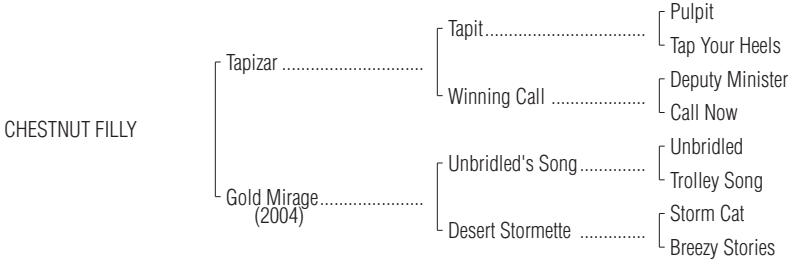 Pulpit
Tapit................................
Tap Your Heels
Tapizar ............................
Deputy Minister
Winning Call ...................
Call Now
CHESTNUT FILLY
Unbridled
Unbridled's Song.............
Trolley Song
Gold Mirage.....................
(2004)
Storm Cat
Desert Stormette .............
Breezy Stories